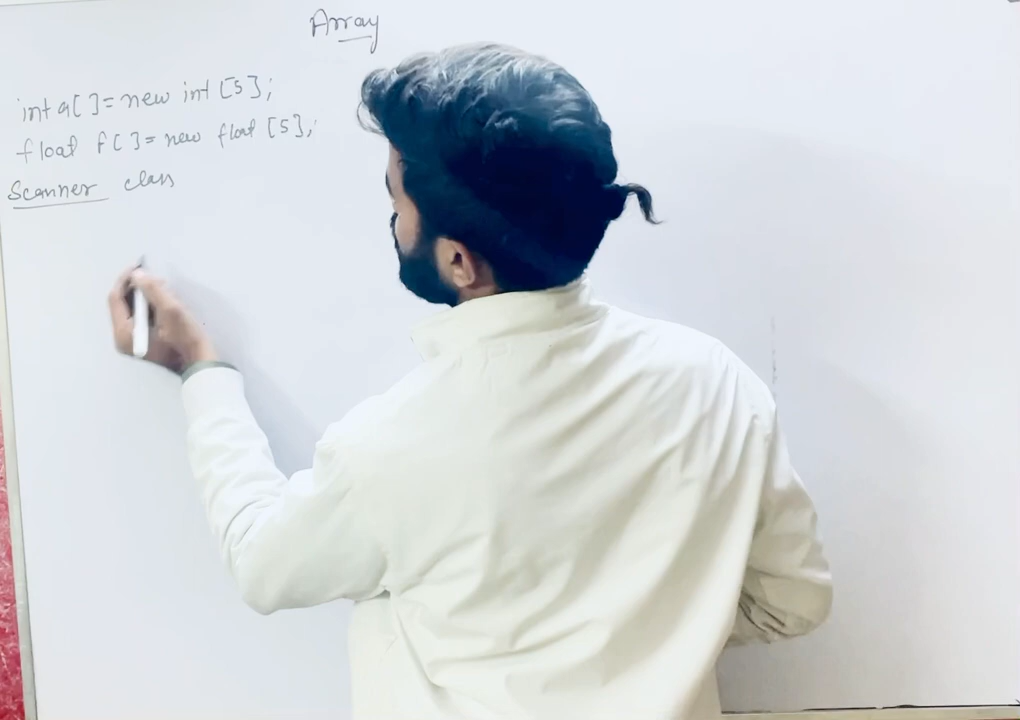 Array
int a[]=new int [5];
float f[]=new float [5];
Scanner class